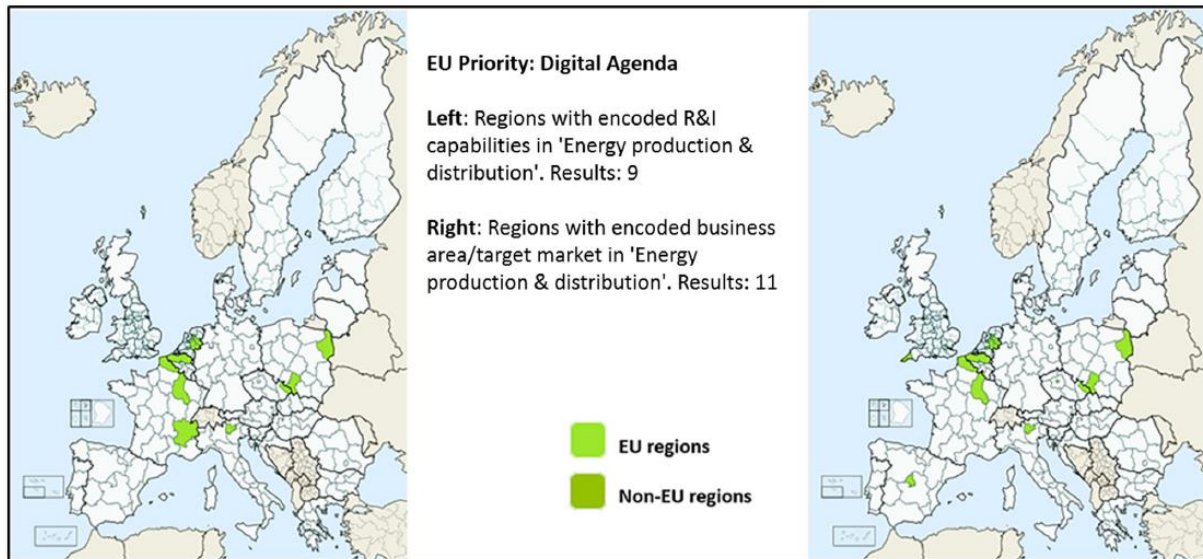 EU Priority: Digital Agenda
Left: Regions with encoded R&I
capabilities in 'Energy production &
distribution'. Results: 9
Right: Regions with encoded business
area/target market in 'Energy
production & distribution'. Results: 11
EU regions
Non-EU regions